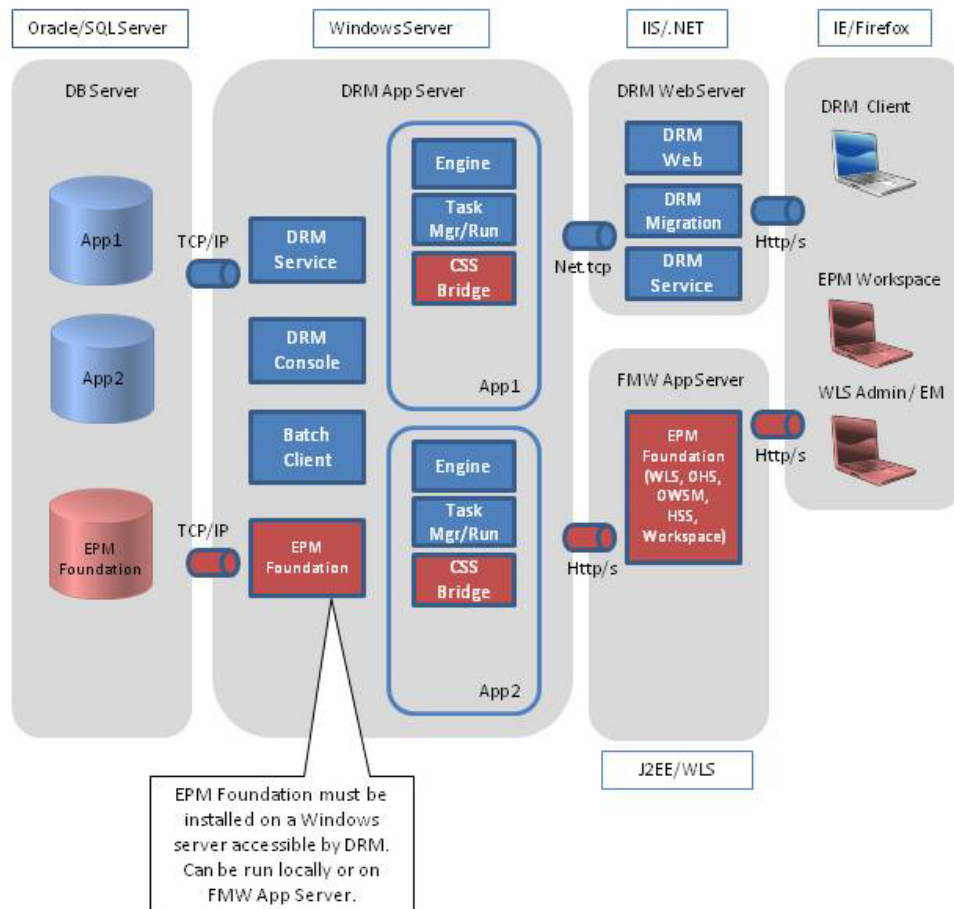 Oracle/SQL Server
Windows Server
IIS/.NET
IE/Firefox
DB Server
App1
App2
EPM
Foundation
TCP/IP
TCP/IP
DRM App Server
DRM
Service
DRM
Console
Batch
Client
EPM
Foundation
Engine
Task
Mgr/Run
CSS
Bridge
App1
Engine
Task
Mgr/Run
CSS
Bridge
App2
Net.tcp
Http/s
DRM WebServer
DRM
Web
DRM
Migration
DRM
Service
FMW AppServer
EPM
Foundation
(WLS, OHS,
OWSM,
HSS,
Workspace)
Http/s
Http/s
DRM Client
EPM Workspace
WLS Admin / EM
J2EE/WLS
EPM Foundation must be
installed on a Windows
server accessible by DRM.
Can be run locally or on
FMW App Server.